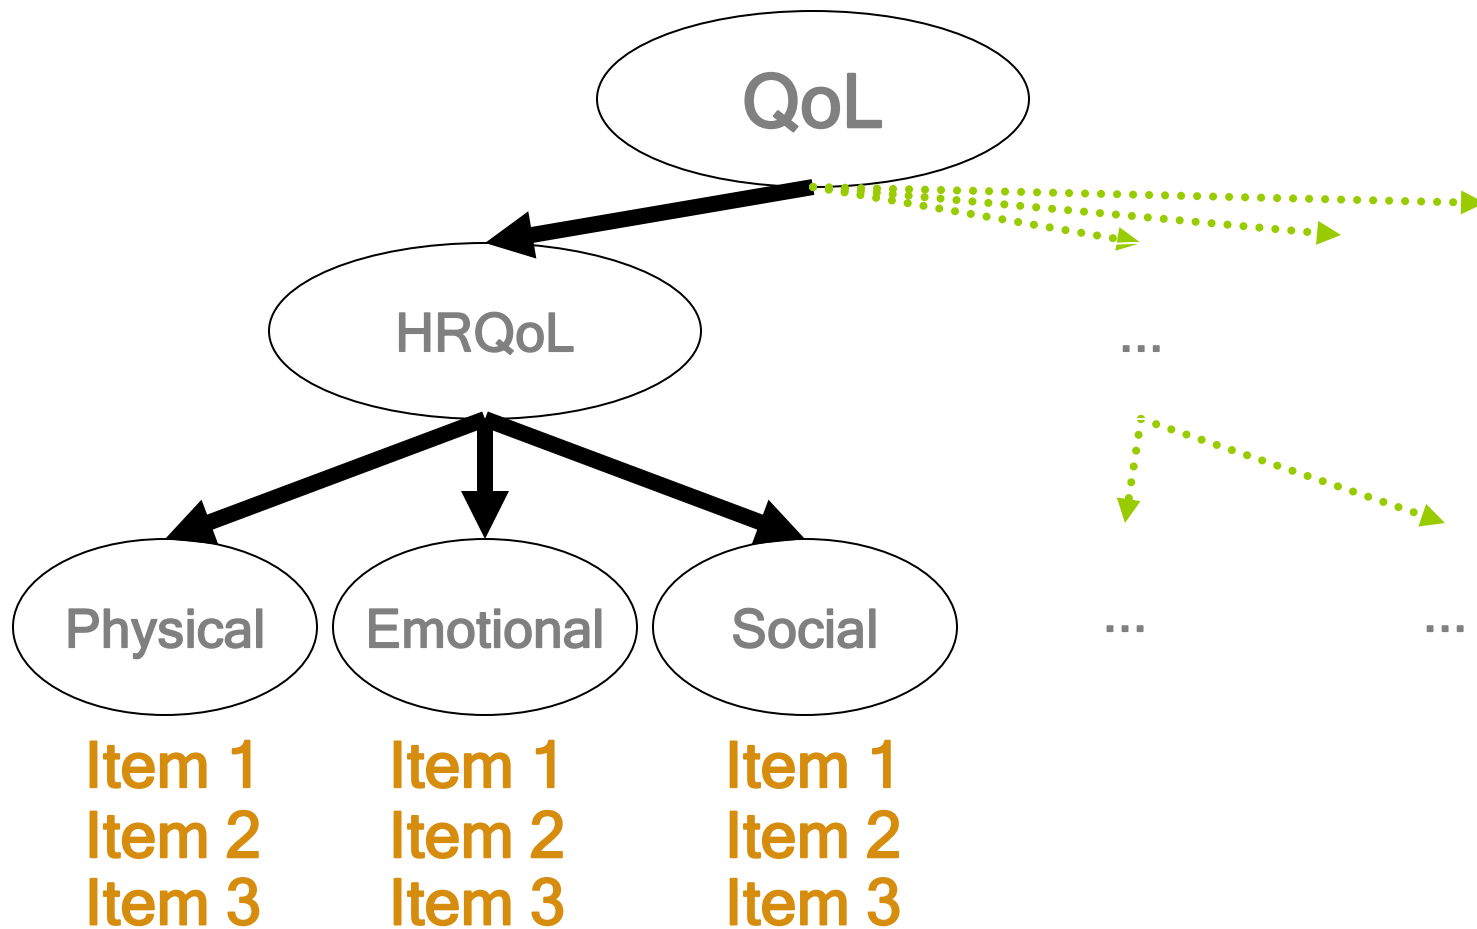 QoL
HRQoL
...
Physical
Emotional
Social
...
...
Item 1
Item 2
Item 3
Item 1
Item 2
Item 3
Item 1
Item 2
Item 3